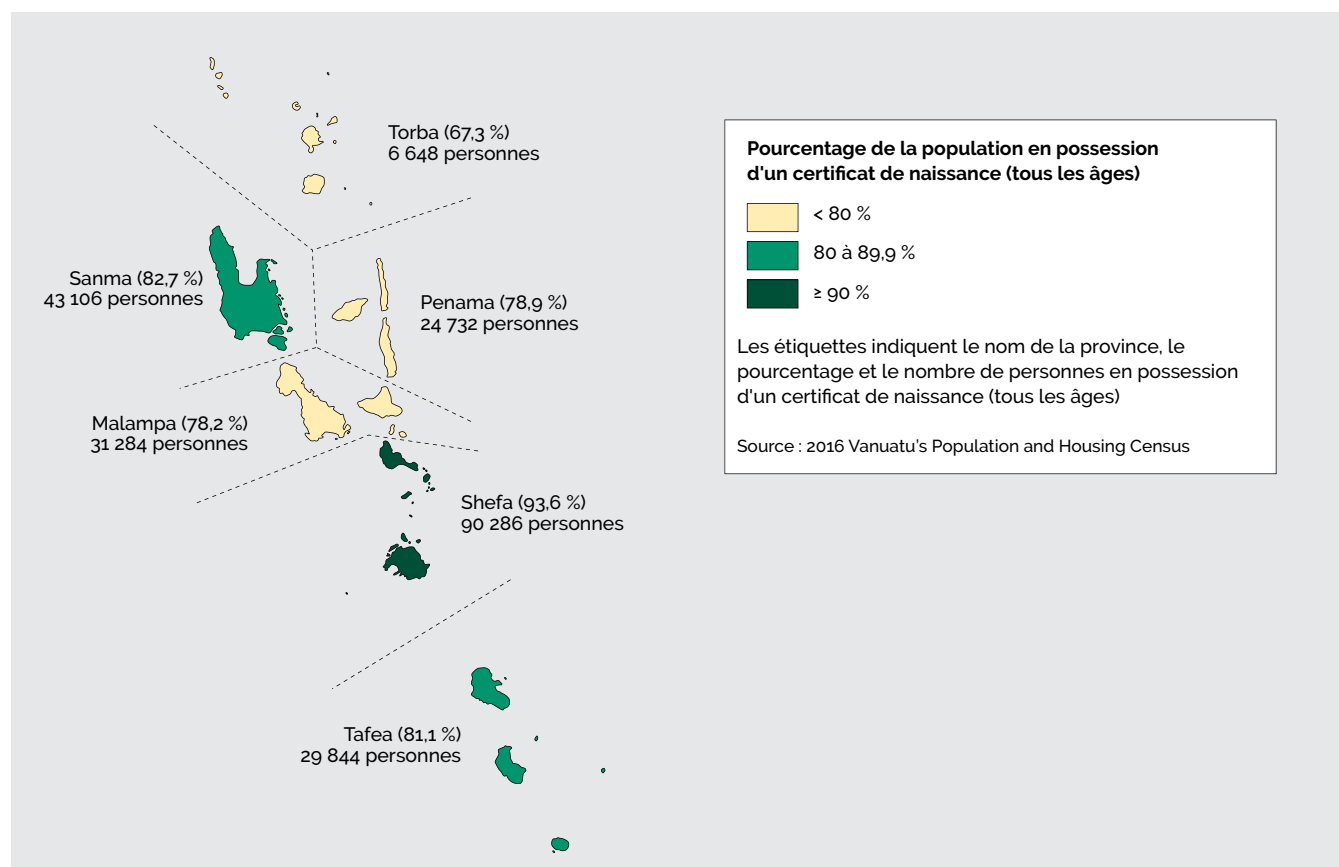 Torba (67,3 %)
6 648 personnes
Sanma (82,7 %)
43 106 personnes
Penama (78,9 %)
24 732 personnes
Malampa (78,2 %)
31 284 personnes
Shefa (93,6 %)
90 286 personnes
Tafea (81,1 %)
29 844 personnes
Pourcentage de la population en possession
d'un certificat de naissance (tous les âges)
< 80 %
80 à 89,9 %
≥ 90 %
Les étiquettes indiquent le nom de la province, le
pourcentage et le nombre de personnes en possession
d'un certificat de naissance (tous les âges)
Source : 2016 Vanuatu's Population and Housing Census